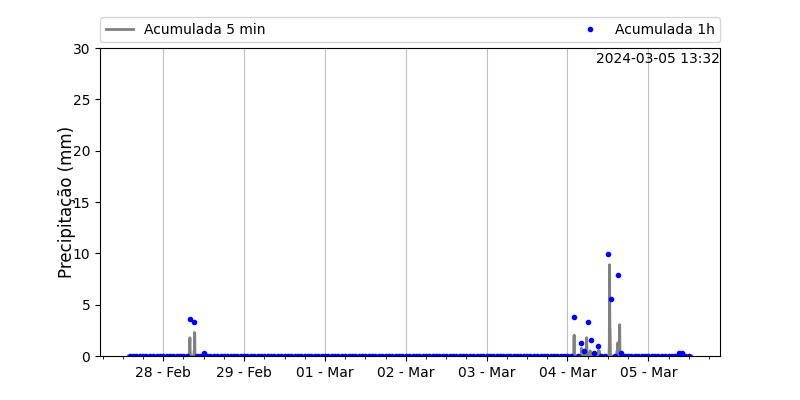 Acumulada 5 min
Acumulada 1h
2024-03-05 13:32
Precipitação (mm)
30
25
20
15
10
5
0
28 - Feb
29 - Feb
01 - Mar
02 - Mar
03 - Mar
04 - Mar
05 - Mar